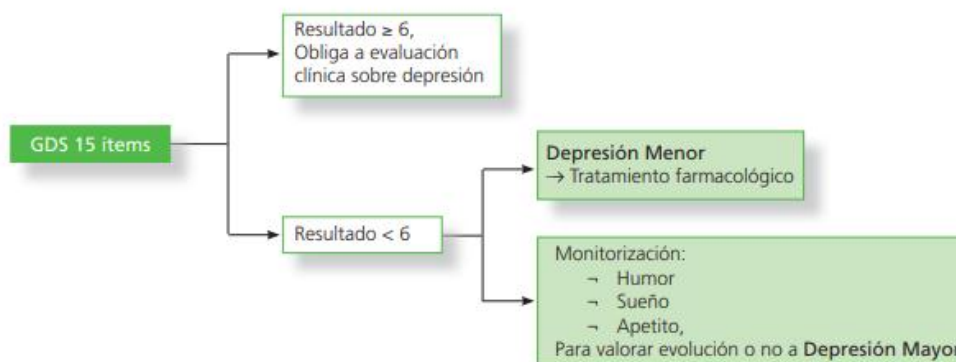 Resultado ≥ 6,
Obliga a evaluación
clínica sobre depresión
GDS 15 ítems
Depresión Menor
→ Tratamiento farmacológico
Resultado < 6
Monitorización:
¬ Humor
¬ Sueño
¬ Apetito,
Para valorar evolución o no a Depresión Mayor